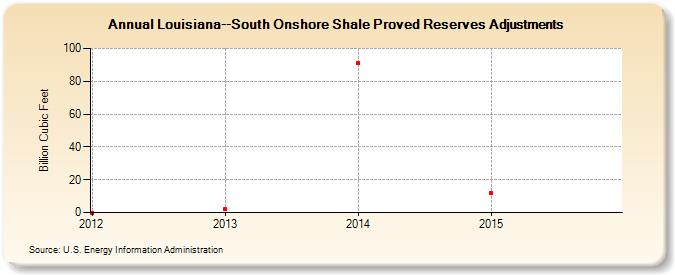 Annual Louisiana--South Onshore Shale Proved Reserves Adjustments
Billion Cubic Feet
100
80
60
40
20
0
2012 2013 2014 2015
Source: U.S. Energy Information Administration